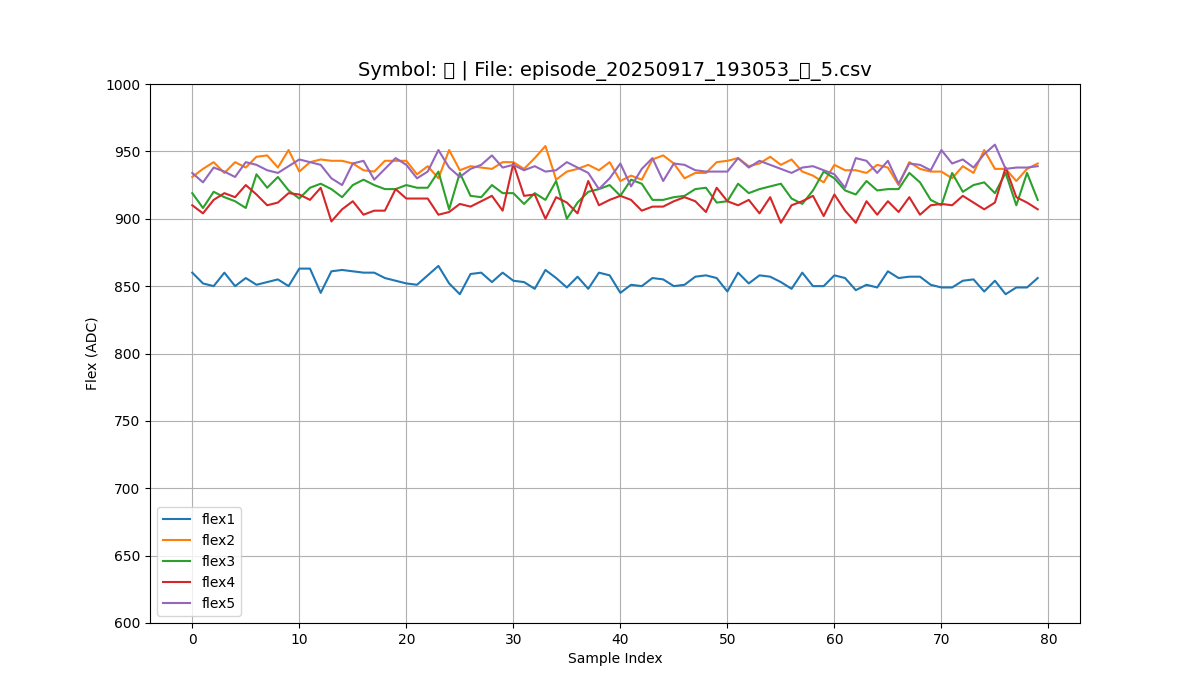 Symbol: ▯ | File: episode_20250917_193053_▯_5.csv
1000
950
900
850
800
750
700
650
600
Flex (ADC)
flex1
flex2
flex3
flex4
flex5
0 10 20 30 40 50 60 70 80
Sample Index